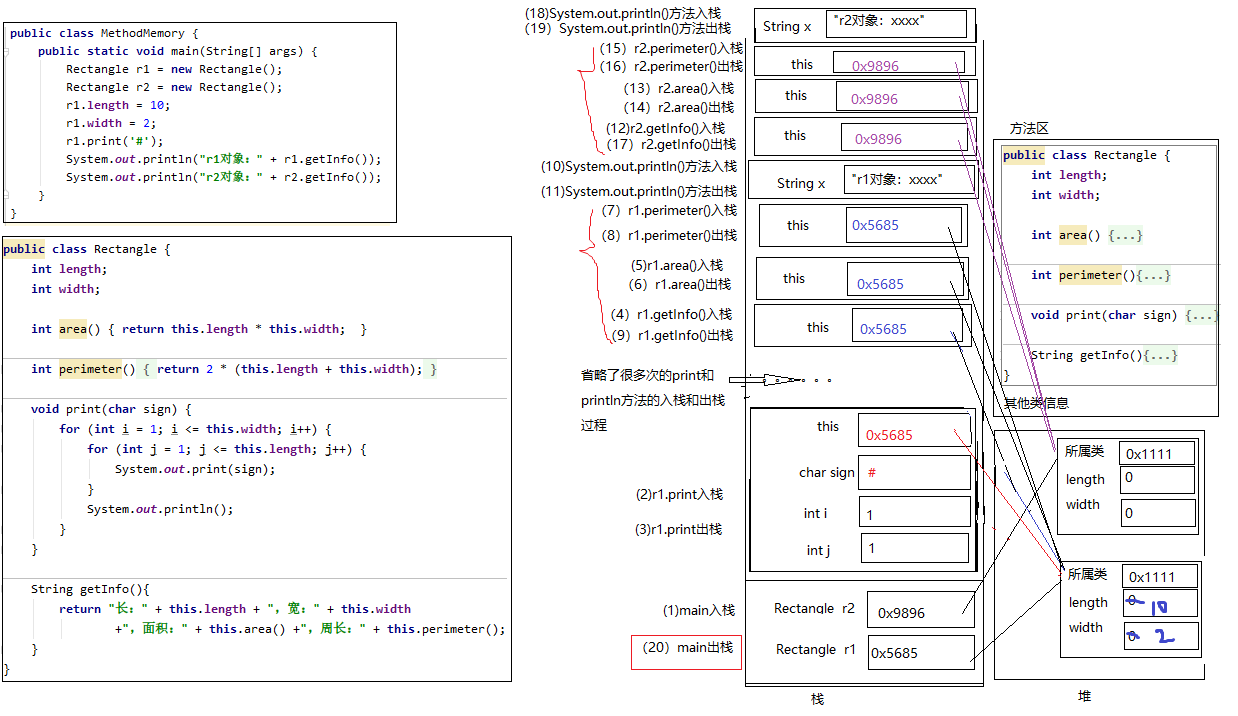 public class MethodMemory {
public static void main(String[] args) {
Rectangle r1 = new Rectangle();
Rectangle r2 = new Rectangle();
r1.length = 10;
r1.width = 2;
r1.print('#');
System.out.println("r1对象：" + r1.getInfo());
System.out.println("r2对象：" + r2.getInfo());
}
}
public class Rectangle {
int length;
int width;
int area() { return this.length * this.width; }
int perimeter() { return 2 * (this.length + this.width); }
void print(char sign) {
for (int i = 1; i <= this.width; i++) {
for (int j = 1; j <= this.length; j++) {
System.out.print(sign);
}
System.out.println();
}
}
String getInfo(){
return "长：" + this.length + "，宽：" + this.width
+"，面积：" + this.area() +"，周长：" + this.perimeter();
}
}
(18)System.out.println()方法入栈
(19）System.out.println()方法出栈
（15）r2.perimeter()入栈
（16）r2.perimeter()出栈
（13）r2.area()入栈
（14）r2.area()出栈
(12)r2.getInfo()入栈
（17）r2.getInfo()出栈
(10)System.out.println()方法入栈
(11)System.out.println()方法出栈
（7）r1.perimeter()入栈
（8）r1.perimeter()出栈
(5)r1.area()入栈
（6）r1.area()出栈
（4）r1.getInfo()入栈
（9）r1.getInfo()出栈
省略了很多次的print和
println方法的入栈和出栈
过程
(2)r1.print入栈
(3)r1.print出栈
(1)main入栈
（20）main出栈
String x "r2对象：xxxx"
this 0x9896
this 0x9896
this 0x9896
String x "r1对象：xxxx"
this 0x5685
this 0x5685
this 0x5685
this 0x5685
char sign #
int i 1
int j 1
Rectangle r2 0x9896
Rectangle r1 0x5685
栈
方法区
public class Rectangle {
int length;
int width;
int area() {...}
int perimeter(){...}
void print(char sign) {...}
String getInfo(){...}
}
其他类信息
所属类 0x1111
length 0
width 0
所属类 0x1111
length 0 10
width 0 2
堆